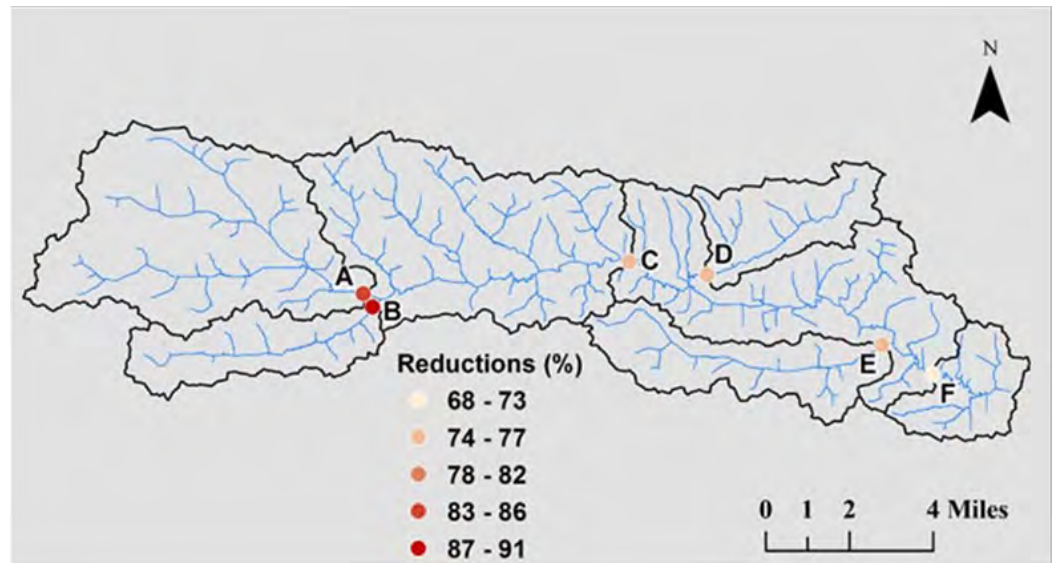 N
A
B
C
D
E
F
Reductions (%)
68 - 73
74 - 77
78 - 82
83 - 86
87 - 91
0 1 2 4 Miles